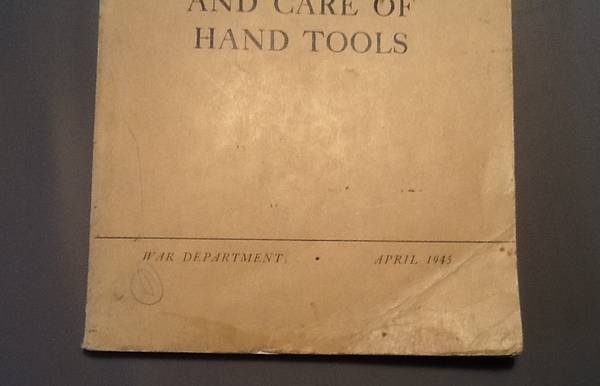 AND CARE OF
HAND TOOLS
WAR DEPARTMENT • APRIL 1945